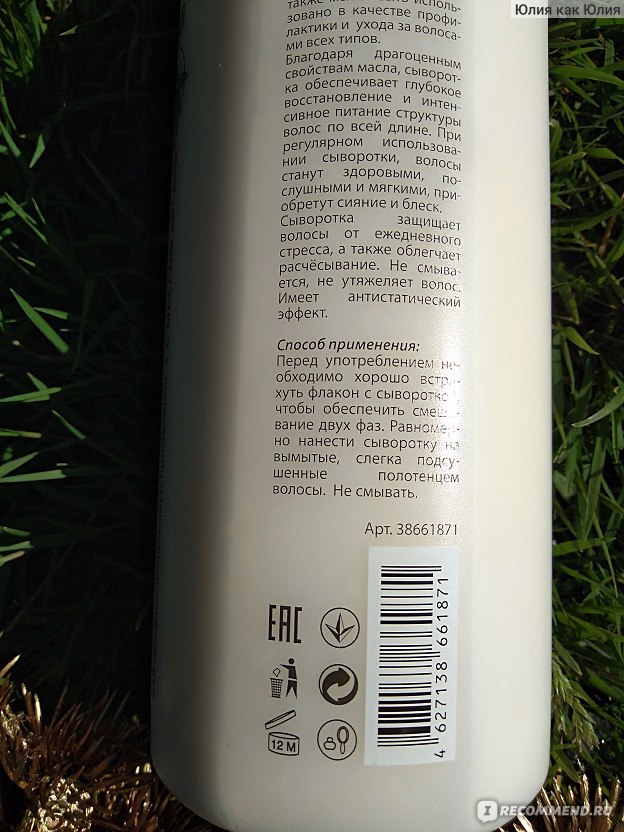 Юлия как Юлия
также может быть исполь-
зовано в качестве профи-
лактики и ухода за волоса-
ми всех типов.
Благодаря драгоценным
свойствам масла, сыворот-
ка обеспечивает глубокое
восстановление и интен-
сивное питание структуры
волос по всей длине. При
регулярном использова-
нии сыворотки, волосы
станут здоровыми, по-
слушными и мягкими, при-
обретут сияние и блеск.
Сыворотка защищает
волосы от ежедневного
стресса, а также облегчает
расчёсывание. Не смыва-
ется, не утяжеляет волос.
Имеет антистатический
эффект.
Способ применения:
Перед употреблением не-
обходимо хорошо встря-
хуть флакон с сывороткой,
чтобы обеспечить смеши-
вание двух фаз. Равномер-
но нанести сыворотку на
вымытые, слегка подсу-
шенные полотенцем
волосы. Не смывать.
Арт. 38661871
4 627138 661871
EAC
12 M
IRECOMMEND.RU